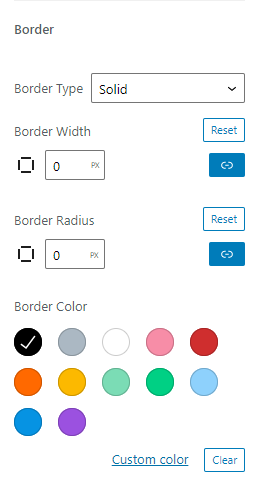 Border
Border Type Solid
Border Width Reset
0 PX
Border Radius Reset
0 PX
Border Color
Custom color Clear